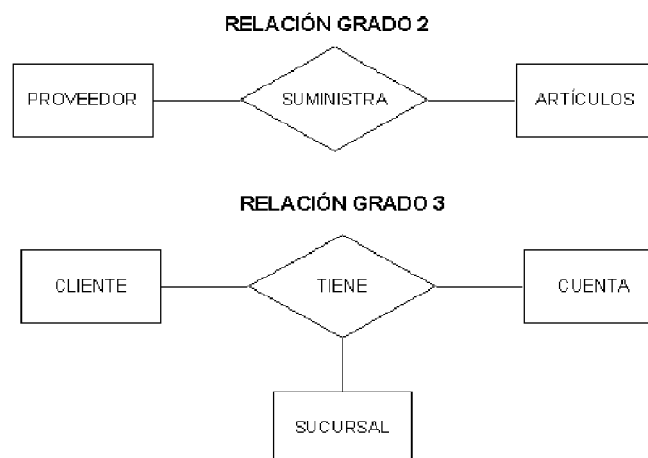 RELACIÓN GRADO 2
PROVEEDOR
SUMINISTRA
ARTÍCULOS
RELACIÓN GRADO 3
CLIENTE
TIENE
CUENTA
SUCURSAL